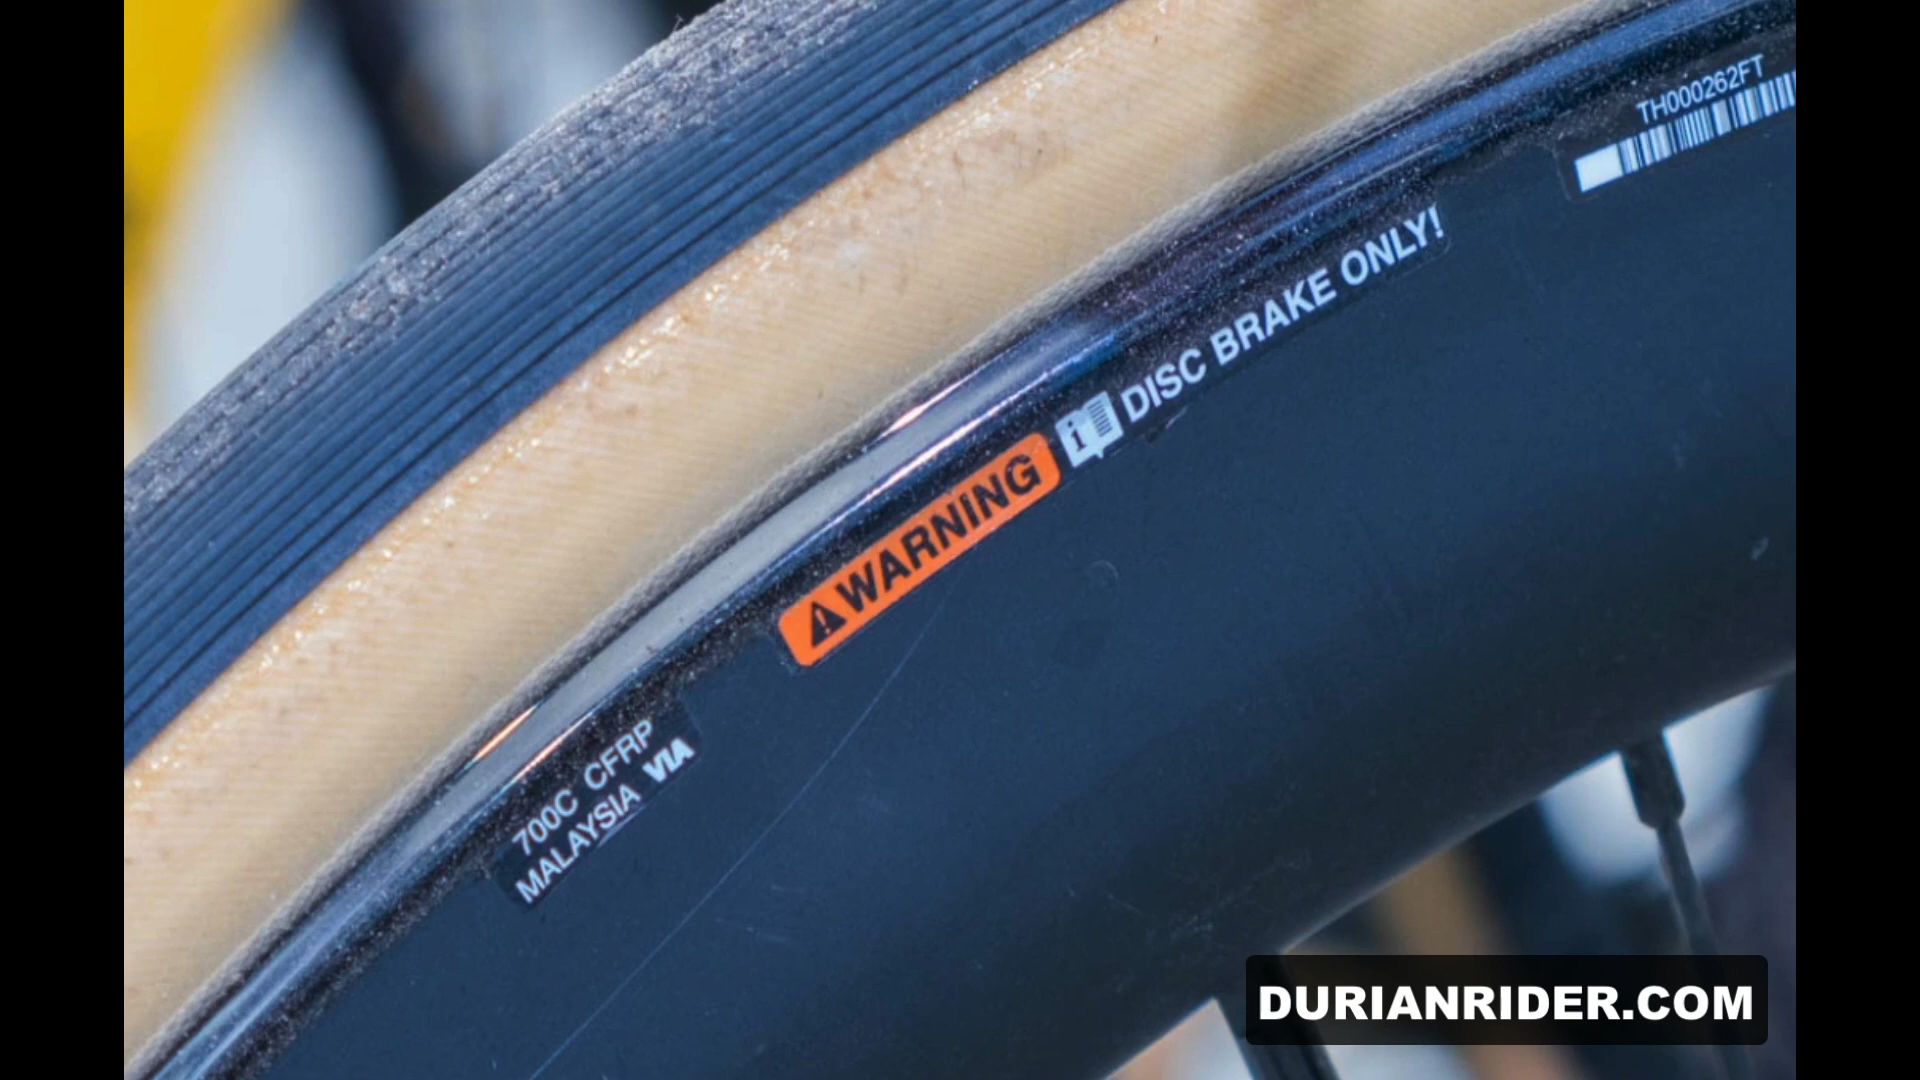 TH000262FT
DISC BRAKE ONLY!
WARNING
700C CFRP
MALAYSIA VIA
DURIANRIDER.COM